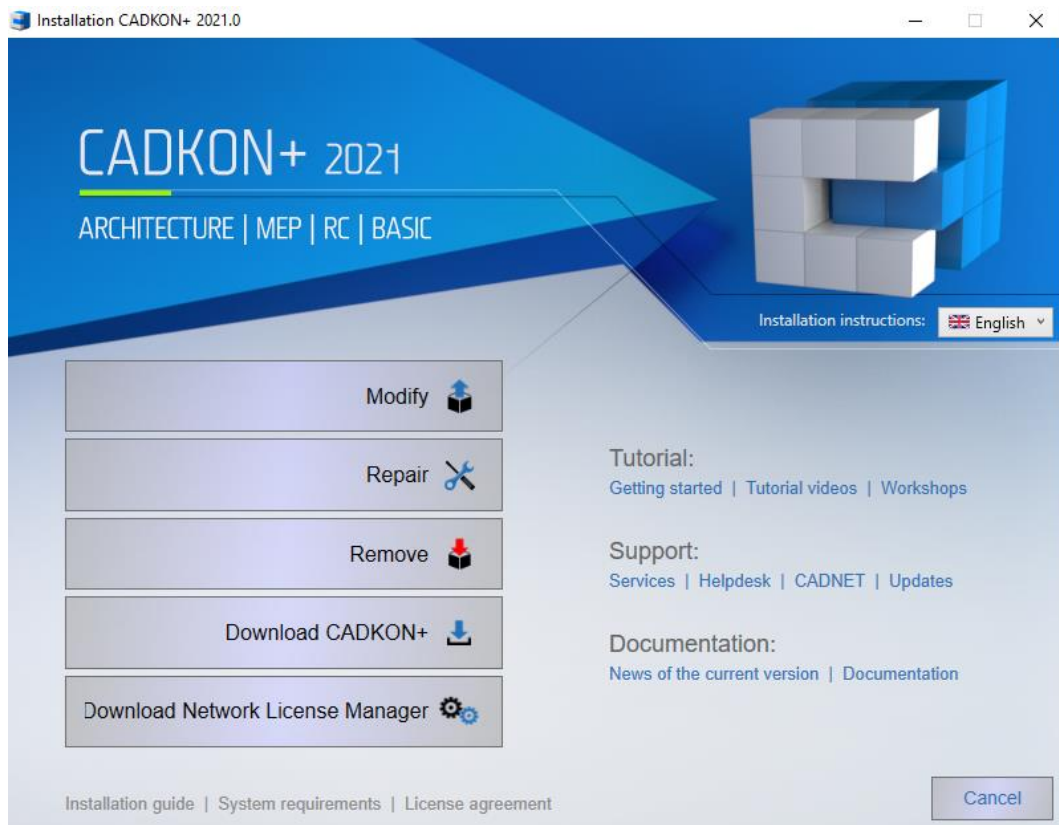 Installation CADKON+ 2021.0
CADKON+ 2021
ARCHITECTURE | MEP | RC | BASIC
Installation instructions: English
Modify
Repair
Remove
Download CADKON+
Download Network License Manager
Tutorial:
Getting started | Tutorial videos | Workshops
Support:
Services | Helpdesk | CADNET | Updates
Documentation:
News of the current version | Documentation
Installation guide | System requirements | License agreement
Cancel